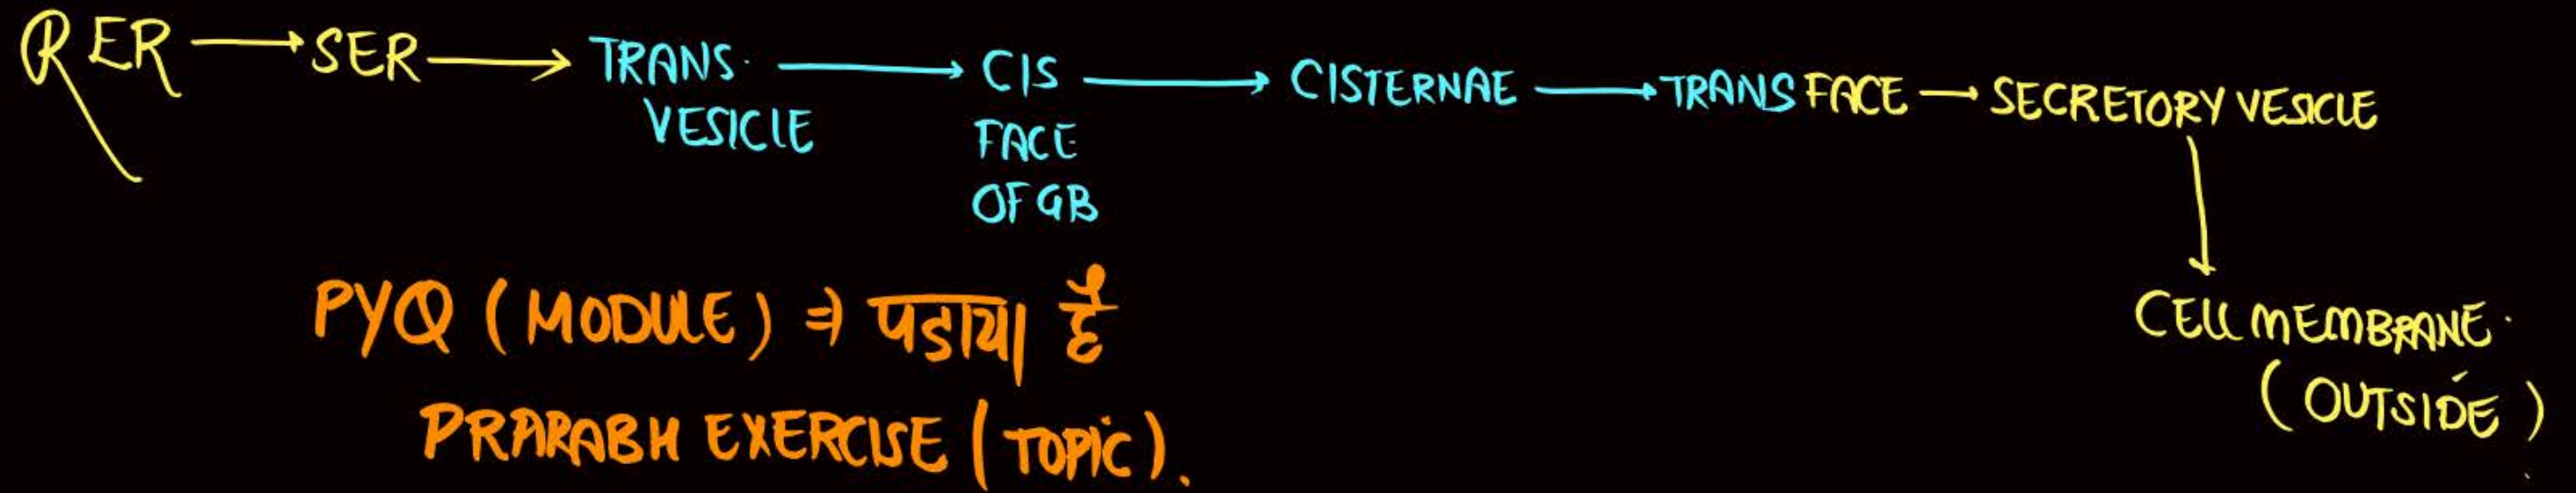 RER → SER → TRANS. → CIS → CISTERNAE → TRANS FACE → SECRETORY VESICLE
VESICLE
FACE
OF GB
CELL MEMBRANE.
(OUTSIDE)
PYQ (MODULE) ⇒ पडाया है
PRARABH EXERCISE (TOPIC).